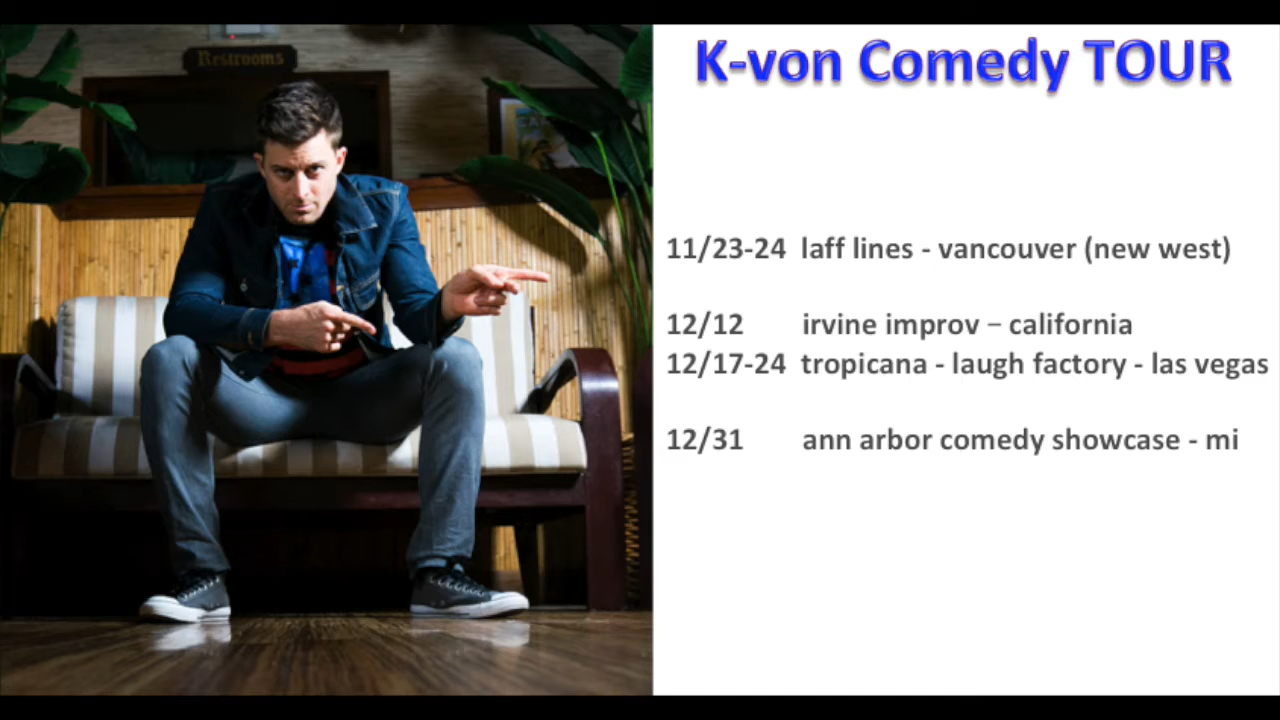 Restrooms
K-von Comedy TOUR
11/23-24 laff lines - vancouver (new west)
12/12 irvine improv – california
12/17-24 tropicana - laugh factory - las vegas
12/31 ann arbor comedy showcase - mi